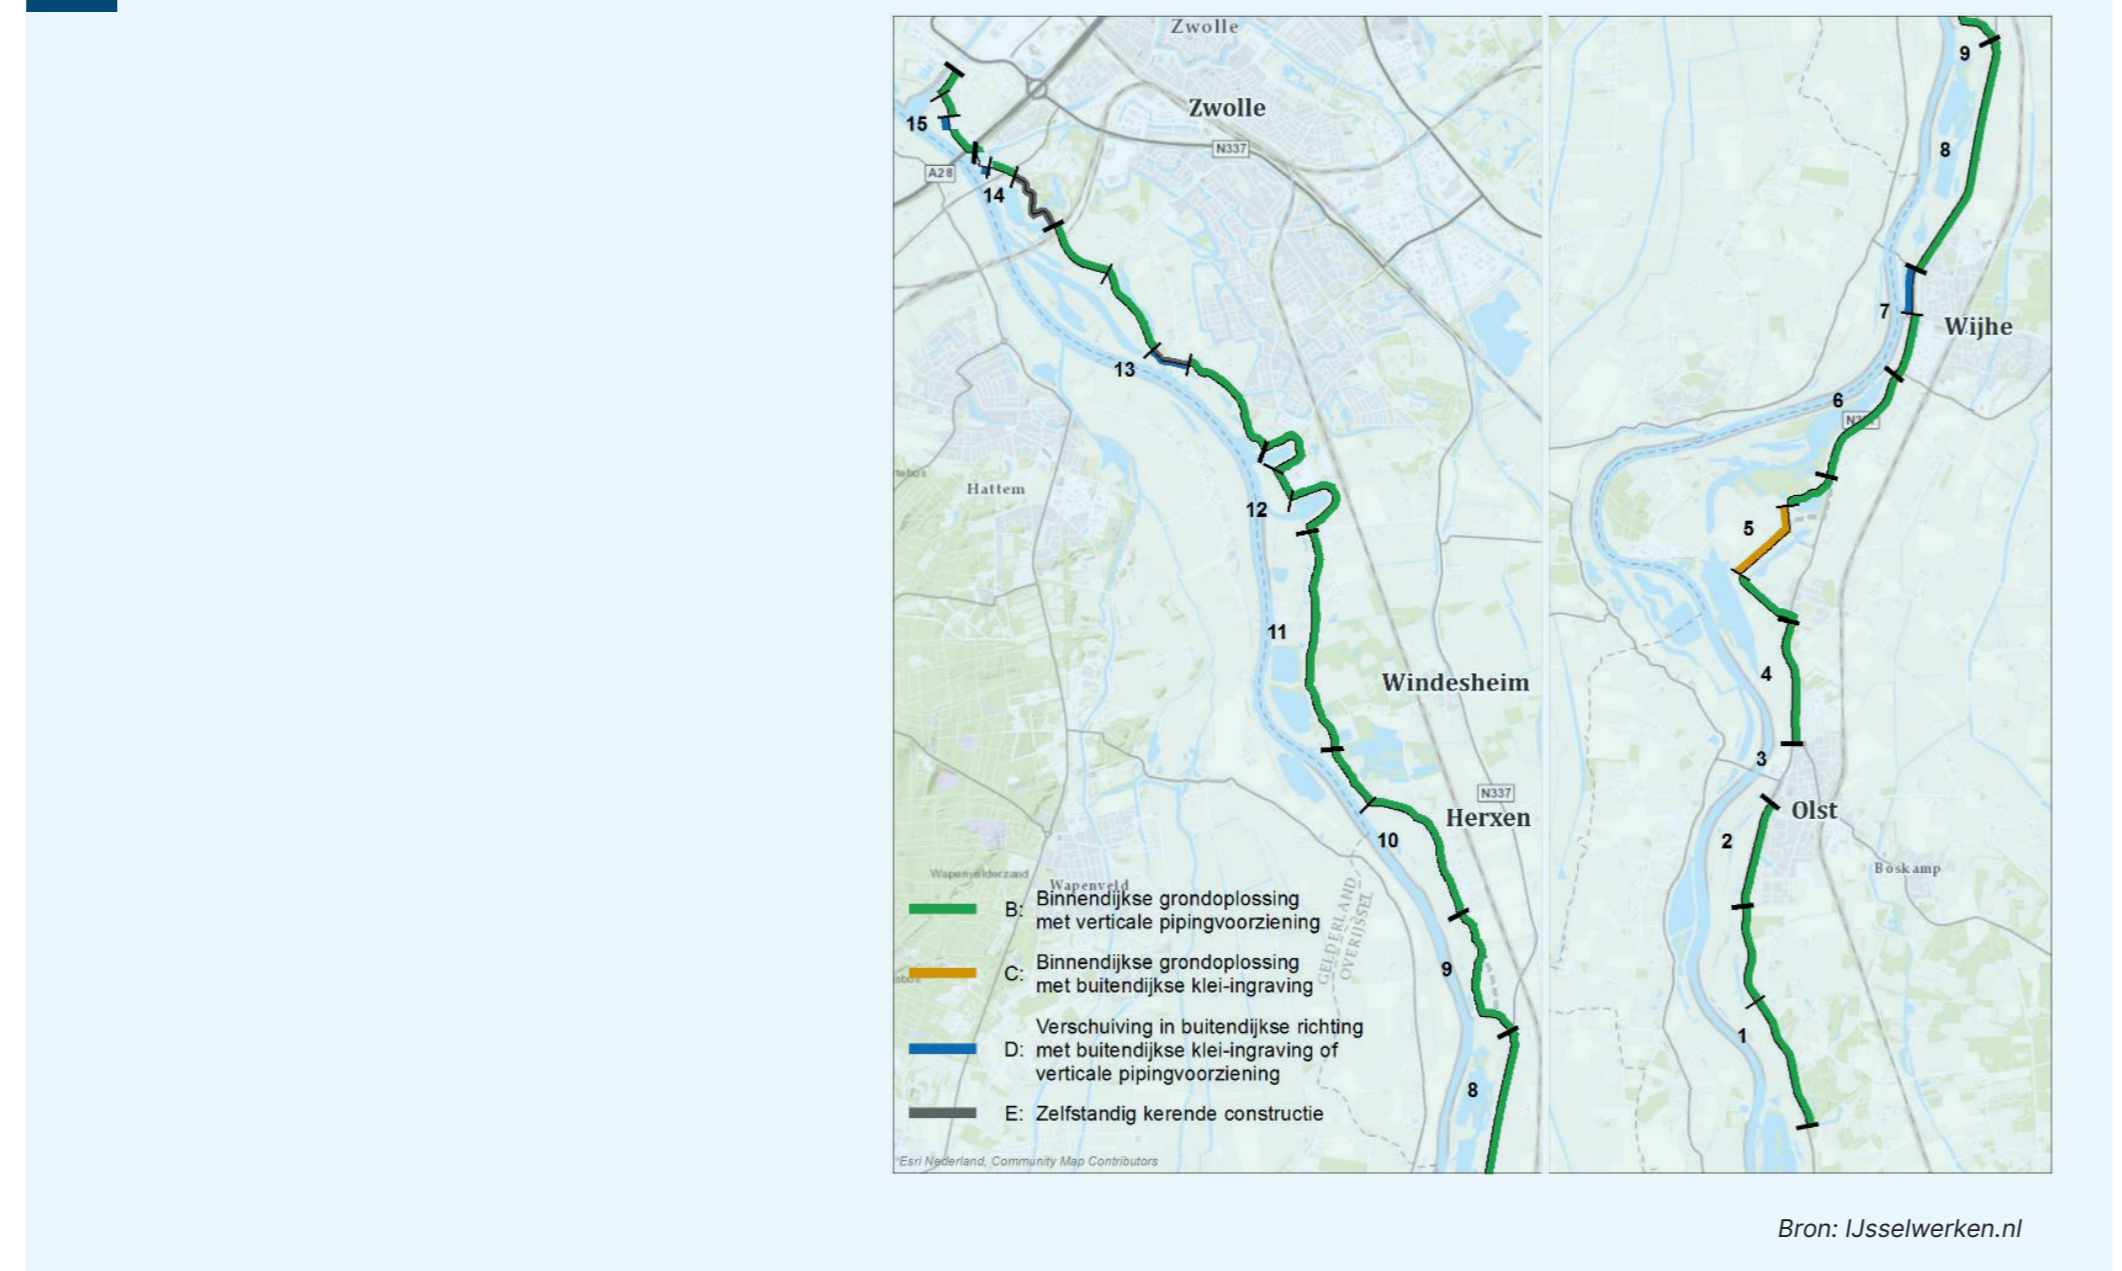 Zwolle
Zwolle
N337
15
A28
14
13
Hattem
12
11
Windesheim
N337
Herxen
10
Wapenvelderzand
Wapenveld
GELDERLAND
OVERIJSSEL
9
8
B: Binnendijkse grondoplossing
met verticale pipingvoorziening
C: Binnendijkse grondoplossing
met buitendijkse klei-ingraving
Verschuiving in buitendijkse richting
D: met buitendijkse klei-ingraving of
verticale pipingvoorziening
E: Zelfstandig kerende constructie
Esri Nederland, Community Map Contributors
9
8
7
Wijhe
6
5
4
3
Olst
2
Boskamp
1
Bron: IJsselwerken.nl